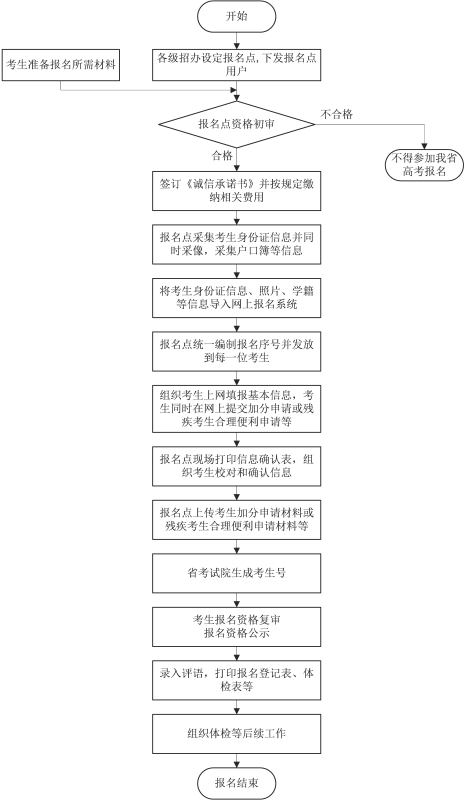 开始
考生准备报名所需材料
各级招办设定报名点,下发报名点
用户
报名点资格初审
不合格
不得参加我省
高考报名
合格
签订《诚信承诺书》并按规定缴
纳相关费用
报名点采集考生身份证信息并同
时采像，采集户口簿等信息
将考生身份证信息、照片、学籍
等信息导入网上报名系统
报名点统一编制报名序号并发放
到每一位考生
组织考生上网填报基本信息，考
生同时在网上提交加分申请或残
疾考生合理便利申请等
报名点现场打印信息确认表，组
织考生校对和确认信息
报名点上传考生加分申请材料或
残疾考生合理便利申请材料等
省考试院生成考生号
考生报名资格复审
报名资格公示
录入评语，打印报名登记表、体
检表等
组织体检等后续工作
报名结束